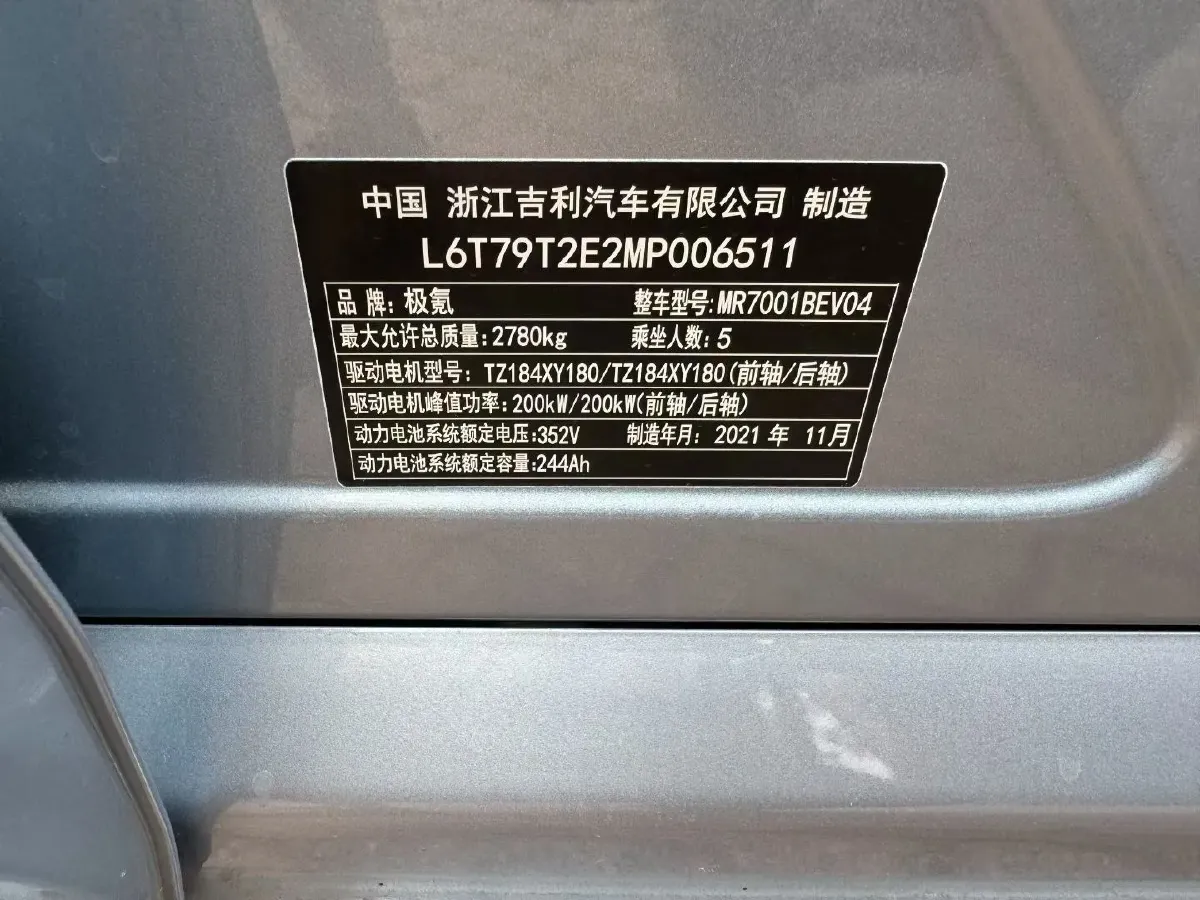 中国 浙江吉利汽车有限公司 制造
L6T79T2E2MP006511
品 牌: 极氪 整车型号:MR7001BEV04
最大允许总质量:2780kg 乘坐人数:5
驱动电机型号: TZ184XY180/TZ184XY180(前轴/后轴)
驱动电机峰值功率:200kW/200kW(前轴/后轴)
动力电池系统额定电压:352V 制造年月: 2021 年 11月
动力电池系统额定容量:244Ah